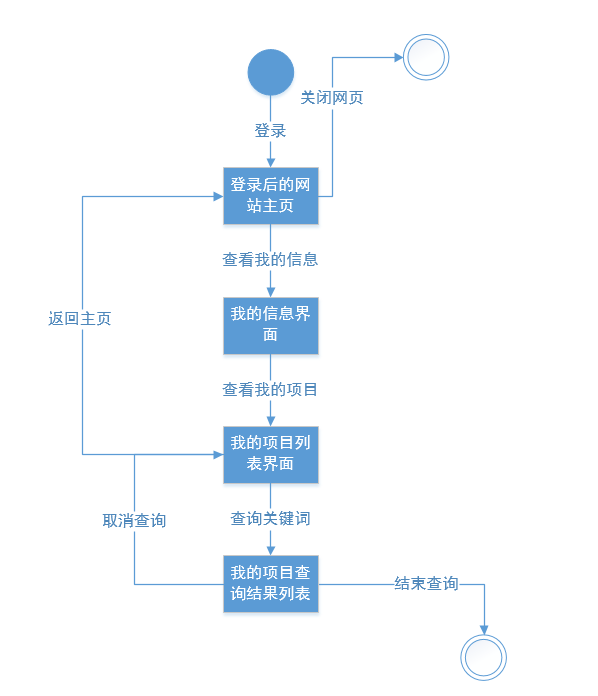 关闭网页
登录
登录后的网
站主页
查看我的信息
我的信息界
面
返回主页
查看我的项目
我的项目列
表界面
取消查询
查询关键词
我的项目查
询结果列表
结束查询